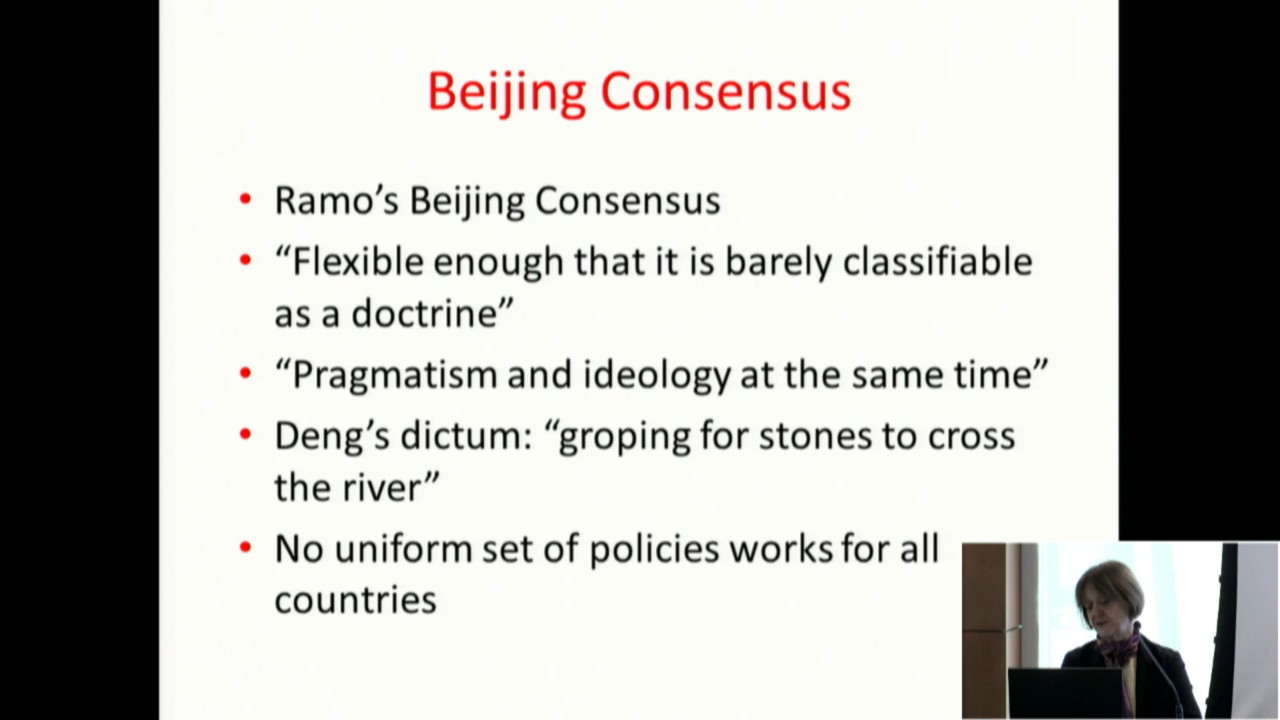 Beijing Consensus
• Ramo’s Beijing Consensus
• “Flexible enough that it is barely classifiable
as a doctrine”
• “Pragmatism and ideology at the same time”
• Deng’s dictum: “groping for stones to cross
the river”
• No uniform set of policies works for all
countries